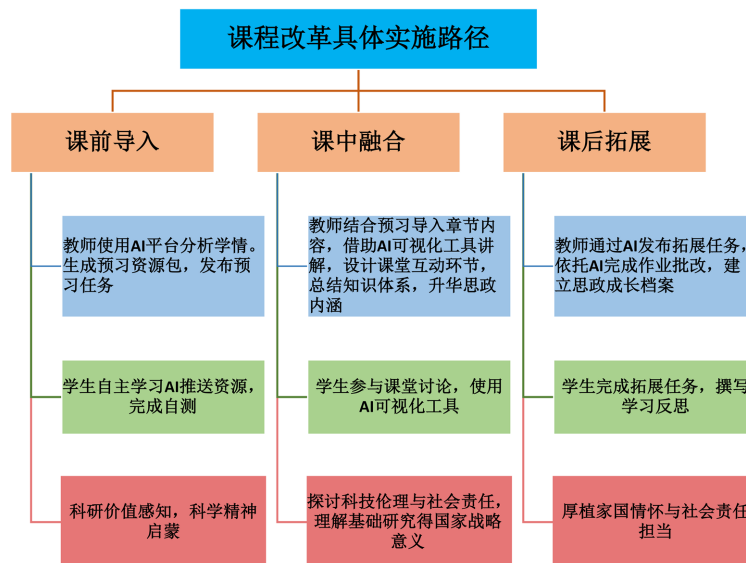 课程改革具体实施路径
课前导入
课中融合
课后拓展
教师使用AI平台分析学情。
生成预习资源包，发布预
习任务
教师结合预习导入章节内
容，借助AI可视化工具讲
解，设计课堂互动环节，
总结知识体系，升华思政
内涵
教师通过AI发布拓展任务，
依托AI完成作业批改，建
立思政成长档案
学生自主学习AI推送资源，
完成自测
学生参与课堂讨论，使用
AI可视化工具
学生完成拓展任务，撰写
学习反思
科研价值感知，科学精神
启蒙
探讨科技伦理与社会责任，
理解基础研究得国家战略
意义
厚植家国情怀与社会责任
担当